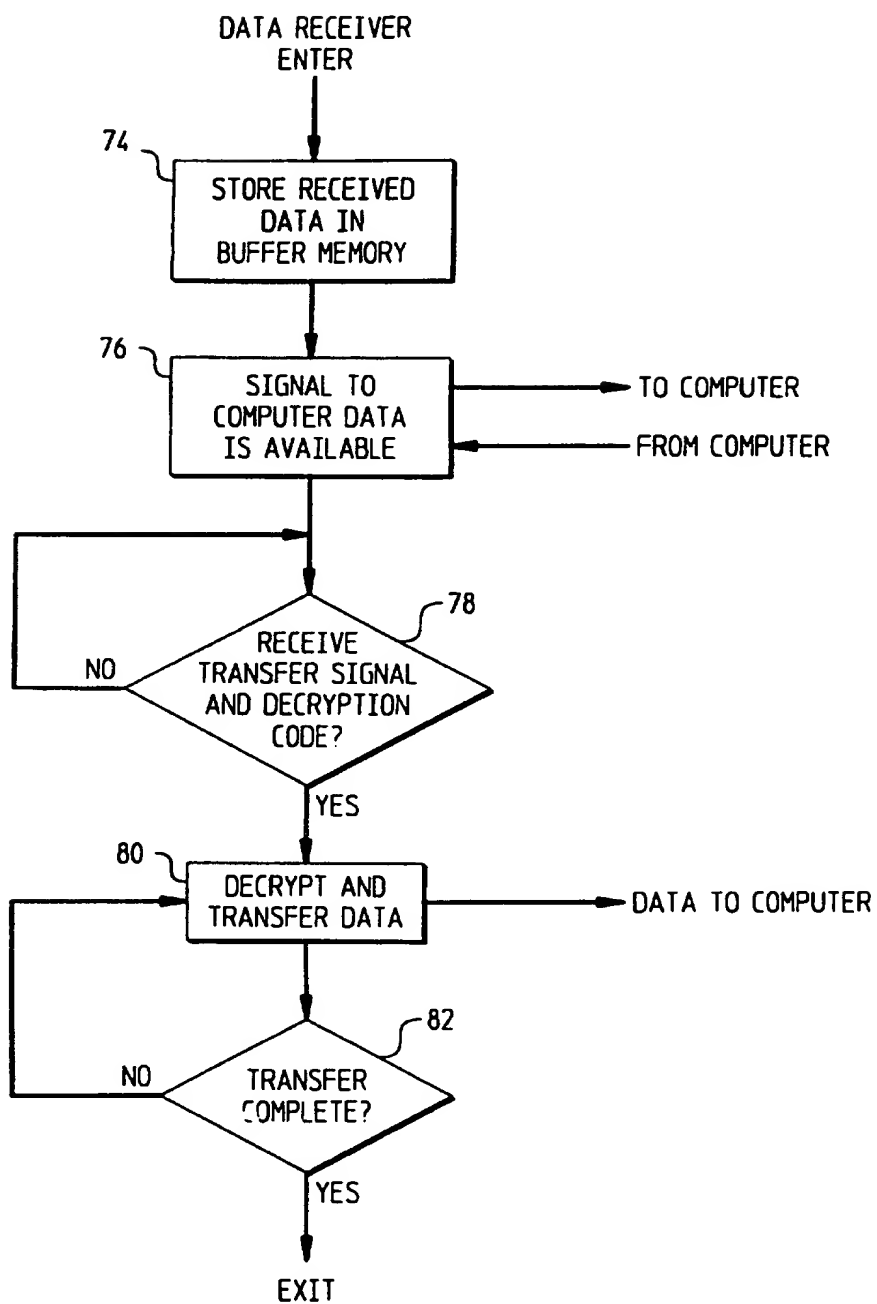 DATA RECEIVER
ENTER
74
STORE RECEIVED
DATA IN
BUFFER MEMORY
76
SIGNAL TO
COMPUTER DATA
IS AVAILABLE
TO COMPUTER
FROM COMPUTER
78
RECEIVE
TRANSFER SIGNAL
AND DECRYPTION
CODE?
NO
YES
80
DECRYPT AND
TRANSFER DATA
DATA TO COMPUTER
82
TRANSFER
COMPLETE?
NO
YES
EXIT